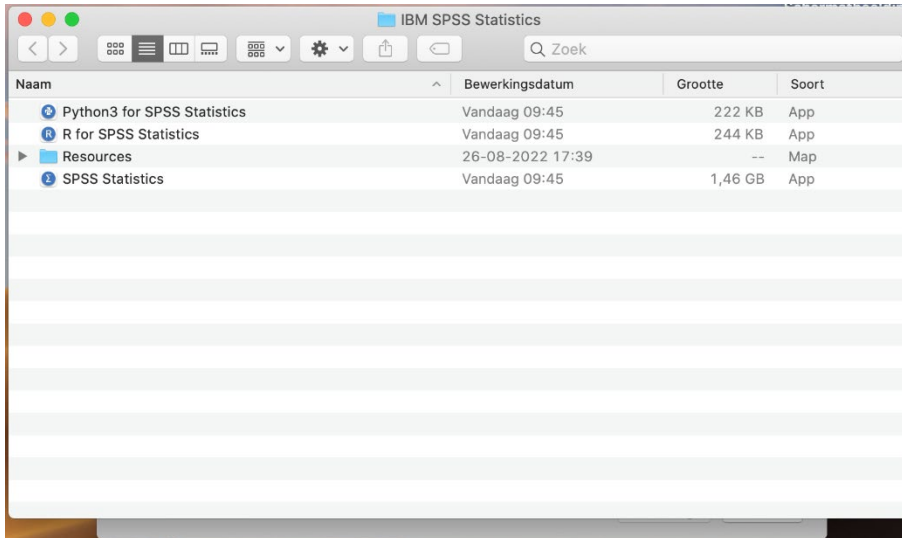 IBM SPSS Statistics
Zoek
Naam Bewerkingsdatum Grootte Soort
Python3 for SPSS Statistics Vandaag 09:45 222 KB App
R for SPSS Statistics Vandaag 09:45 244 KB App
Resources 26-08-2022 17:39 -- Map
SPSS Statistics Vandaag 09:45 1,46 GB App